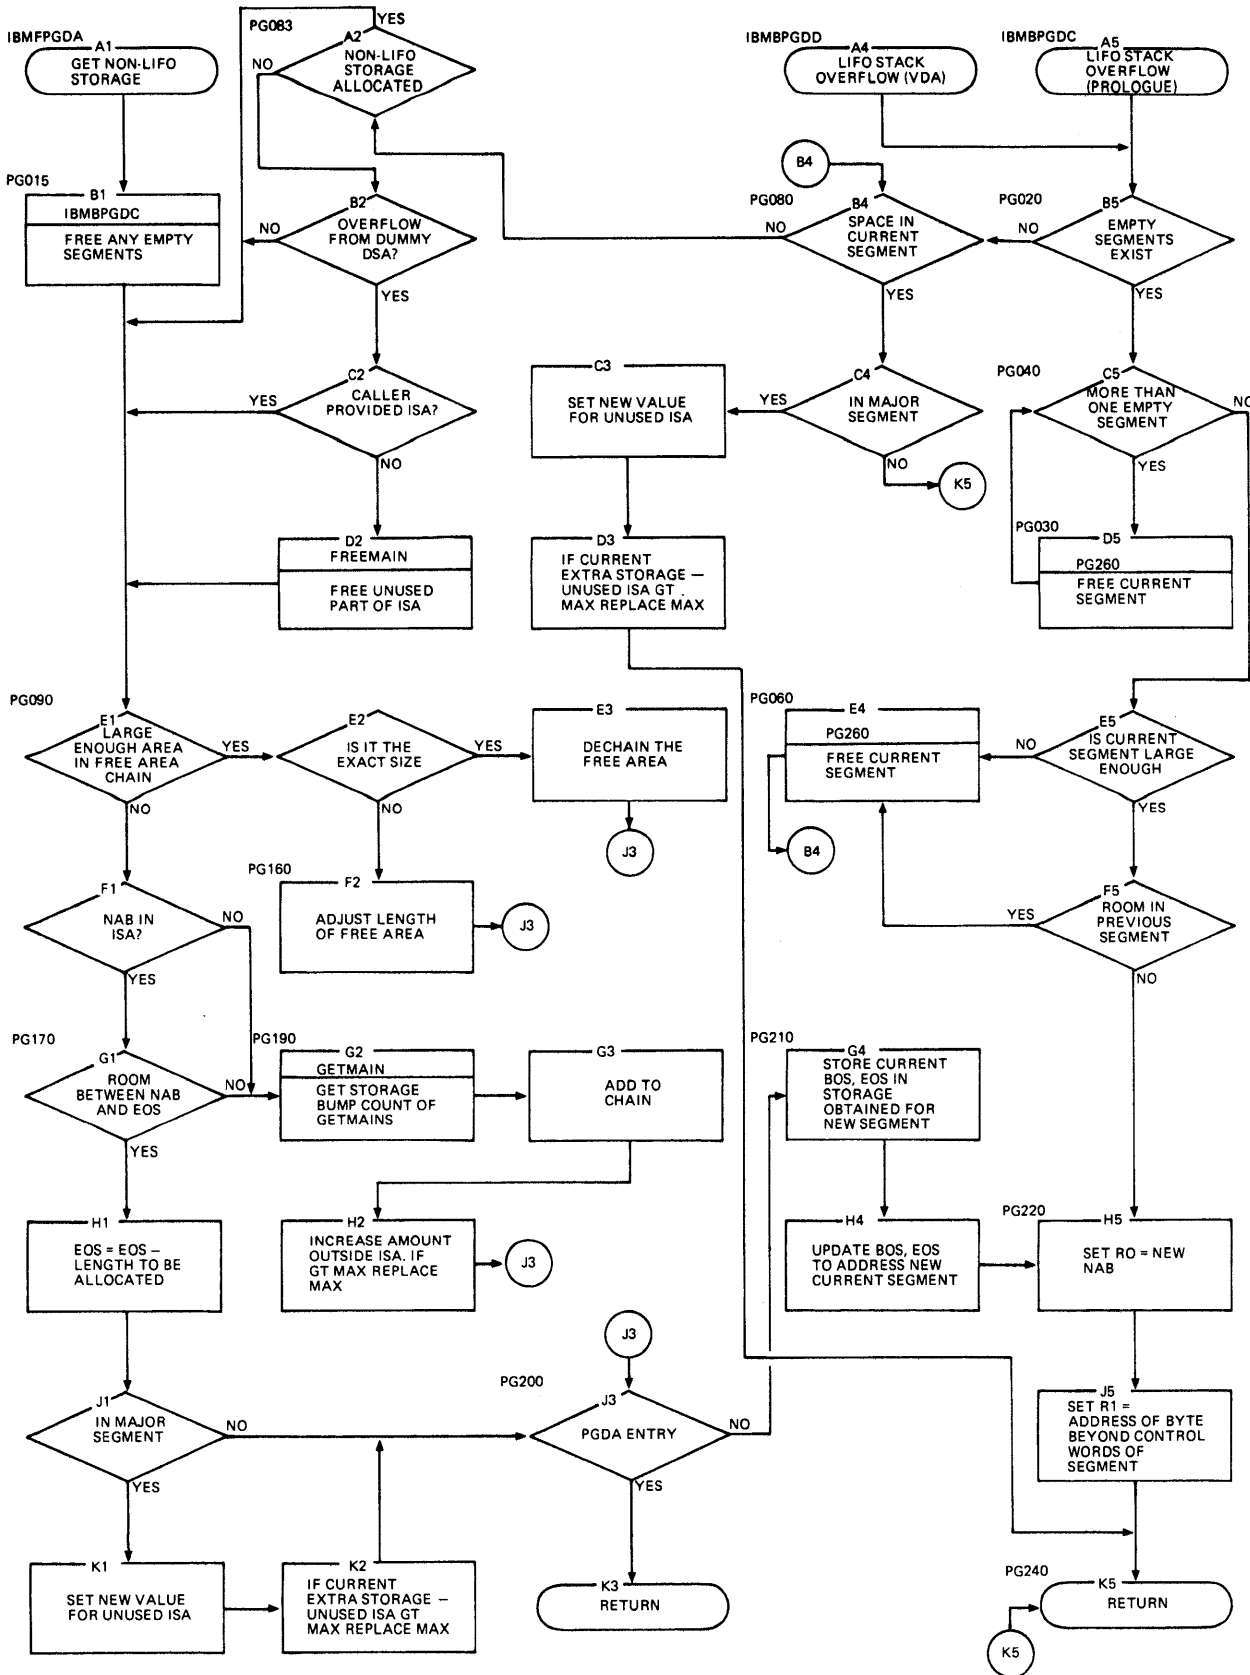 IBMFPGDA
A1
GET NON-LIFO
STORAGE
PG083
YES
A2
NON-LIFO
STORAGE
ALLOCATED
NO
IBMBPGDD
A4
LIFO STACK
OVERFLOW (VDA)
IBMBPGDC
A5
LIFO STACK
OVERFLOW
(PROLOGUE)
B4
PG015
B1
IBMBPGDC
FREE ANY EMPTY
SEGMENTS
B2
OVERFLOW
FROM DUMMY
DSA?
NO
YES
PG080
B4
SPACE IN
CURRENT
SEGMENT
NO
YES
PG020
B5
EMPTY
SEGMENTS
EXIST
NO
YES
C2
CALLER
PROVIDED ISA?
YES
NO
C3
SET NEW VALUE
FOR UNUSED ISA
C4
IN MAJOR
SEGMENT
YES
NO
K5
PG040
C5
MORE THAN
ONE EMPTY
SEGMENT
NO
YES
D2
FREEMAIN
FREE UNUSED
PART OF ISA
D3
IF CURRENT
EXTRA STORAGE –
UNUSED ISA GT
MAX REPLACE MAX
PG030
D5
PG260
FREE CURRENT
SEGMENT
PG090
E1
LARGE
ENOUGH AREA
IN FREE AREA
CHAIN
YES
NO
E2
IS IT THE
EXACT SIZE
YES
NO
E3
DECHAIN THE
FREE AREA
J3
PG060
E4
PG260
FREE CURRENT
SEGMENT
B4
E5
IS CURRENT
SEGMENT LARGE
ENOUGH
NO
YES
F1
NAB IN
ISA?
NO
YES
PG160
F2
ADJUST LENGTH
OF FREE AREA
J3
F5
ROOM IN
PREVIOUS
SEGMENT
YES
NO
PG170
G1
ROOM
BETWEEN NAB
AND EOS
NO
YES
PG190
G2
GETMAIN
GET STORAGE
BUMP COUNT OF
GETMAINS
G3
ADD TO
CHAIN
PG210
G4
STORE CURRENT
BOS, EOS IN
STORAGE
OBTAINED FOR
NEW SEGMENT
H1
EOS = EOS –
LENGTH TO BE
ALLOCATED
H2
INCREASE AMOUNT
OUTSIDE ISA. IF
GT MAX REPLACE
MAX
J3
H4
UPDATE BOS, EOS
TO ADDRESS NEW
CURRENT SEGMENT
PG220
H5
SET RO = NEW
NAB
J3
J1
IN MAJOR
SEGMENT
NO
YES
PG200
J3
PGDA ENTRY
NO
YES
J5
SET R1 =
ADDRESS OF BYTE
BEYOND CONTROL
WORDS OF
SEGMENT
K1
SET NEW VALUE
FOR UNUSED ISA
K2
IF CURRENT
EXTRA STORAGE –
UNUSED ISA GT
MAX REPLACE MAX
K3
RETURN
PG240
K5
RETURN
K5